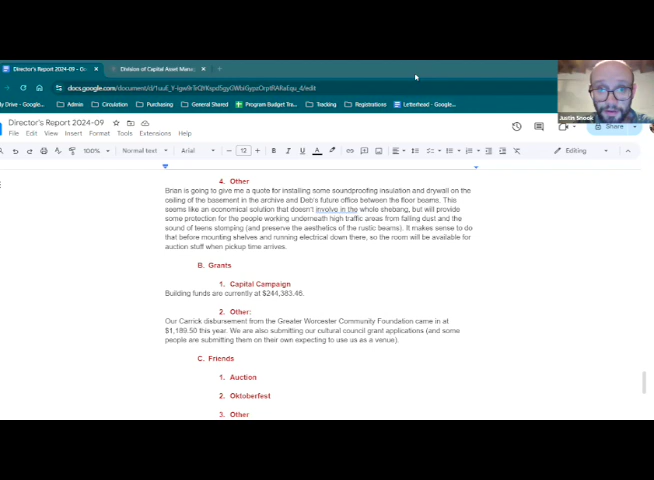 Director's Report 2024-09 - Go
Division of Capital Asset Mana
docs.google.com
/edit
My Drive - Google...
Admin
Circulation
Purchasing
General Shared
Program Budget Tra...
Tracking
Registrations
Letterhead - Google...
Justin Snook
Director's Report 2024-09
File Edit View Insert Format Tools Extensions Help
Share
100% Normal text Arial 12 B I U A Editing
4. Other
Brian is going to give me a quote for installing some soundproofing insulation and drywall on the
ceiling of the basement in the archive and Deb's future office between the floor beams. This
seems like an economical solution that doesn't involve in the whole shebang, but will provide
some protection for the people working underneath high traffic areas from falling dust and the
sound of teens stomping (and preserve the aesthetics of the rustic beams). It makes sense to do
that before mounting shelves and running electrical down there, so the room will be available for
auction stuff when pickup time arrives.
B. Grants
1. Capital Campaign
Building funds are currently at $244,383.46.
2. Other:
Our Carrick disbursement from the Greater Worcester Community Foundation came in at
$1,189.50 this year. We are also submitting our cultural council grant applications (and some
people are submitting them on their own expecting to use us as a venue).
C. Friends
1. Auction
2. Oktoberfest
3. Other